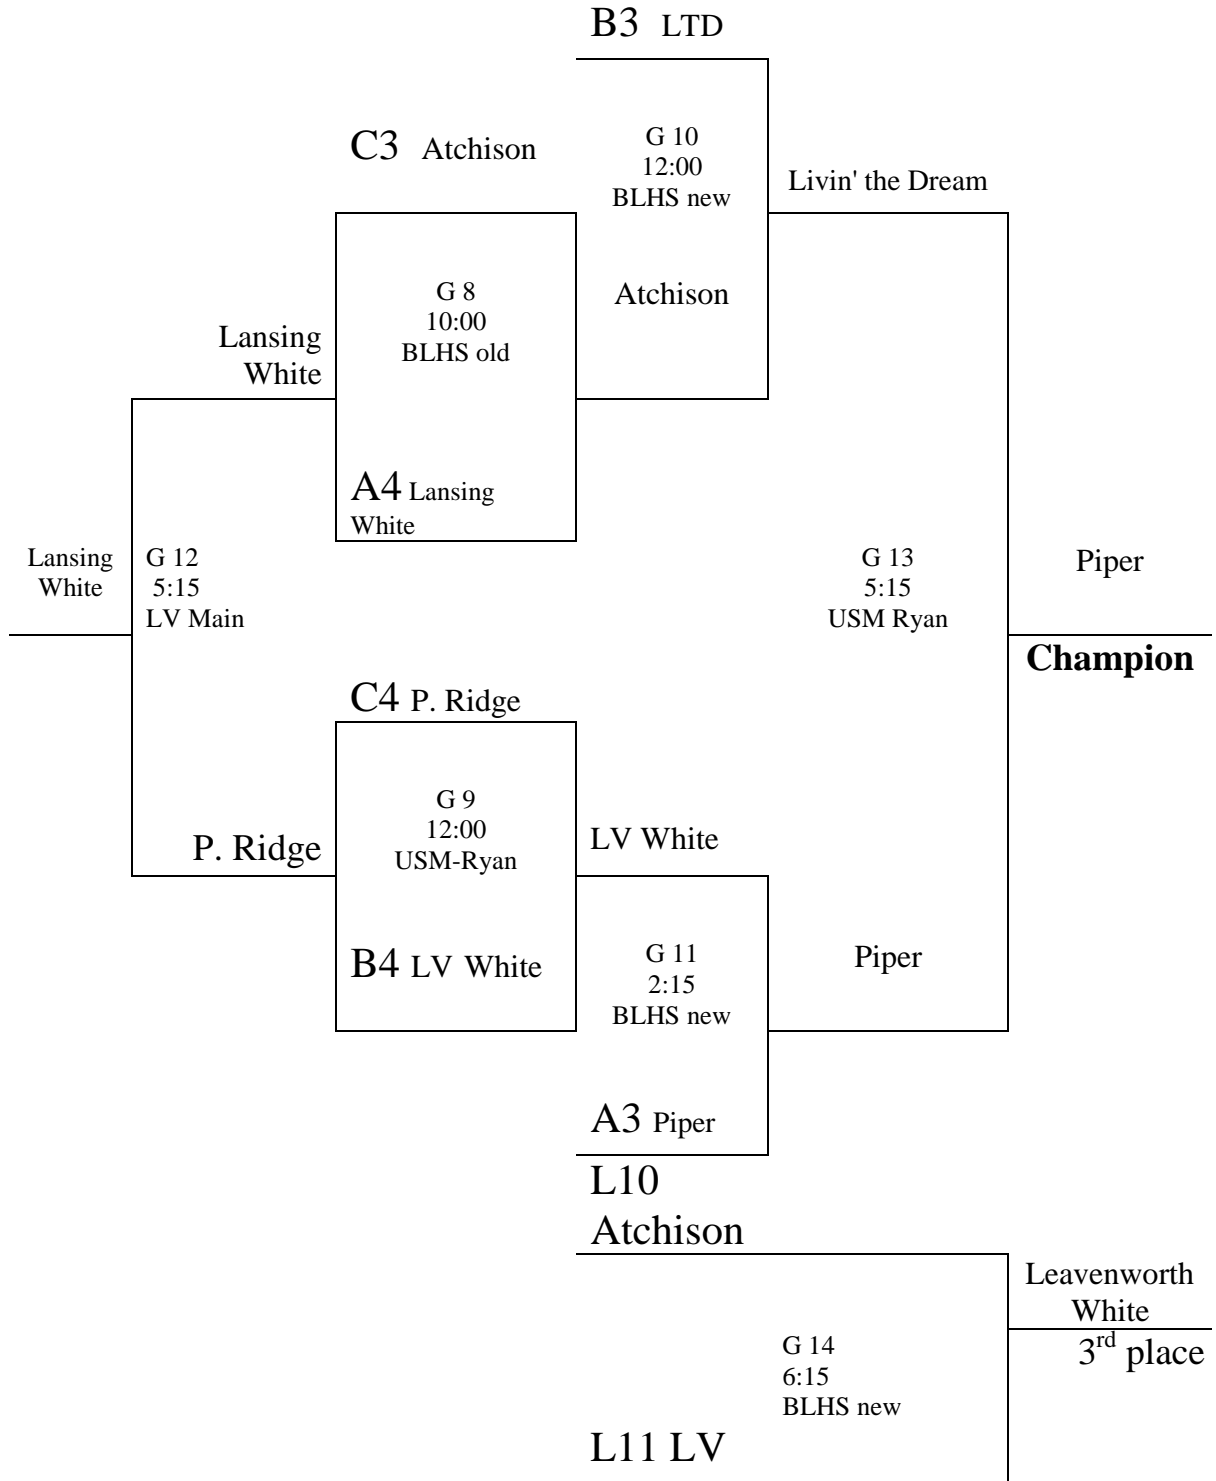 B3 LTD
C3 Atchison
G 10
12:00
BLHS new
Livin' the Dream
G 8
10:00
BLHS old
Atchison
Lansing
White
A4 Lansing
White
Lansing
White
G 12
5:15
LV Main
G 13
5:15
USM Ryan
Piper
Champion
C4 P. Ridge
G 9
12:00
USM-Ryan
P. Ridge
LV White
B4 LV White
G 11
2:15
BLHS new
Piper
A3 Piper
L10
Atchison
Leavenworth
White
3rd place
G 14
6:15
BLHS new
L11 LV